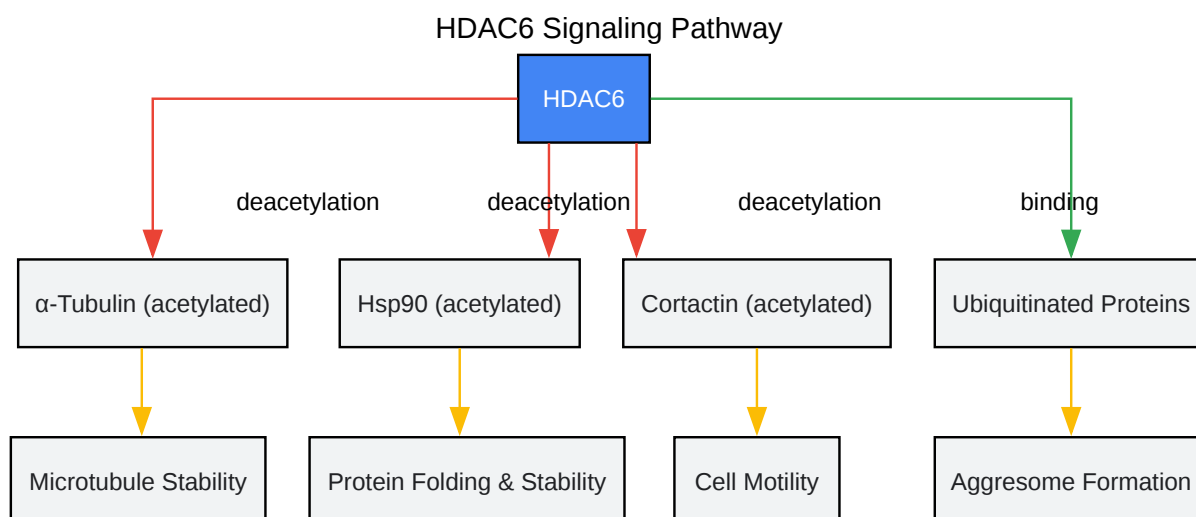 HDAC6 Signaling Pathway
HDAC6
deacetylation
deacetylation
deacetylation
binding
α-Tubulin (acetylated)
Hsp90 (acetylated)
Cortactin (acetylated)
Ubiquitinated Proteins
Microtubule Stability
Protein Folding & Stability
Cell Motility
Aggresome Formation